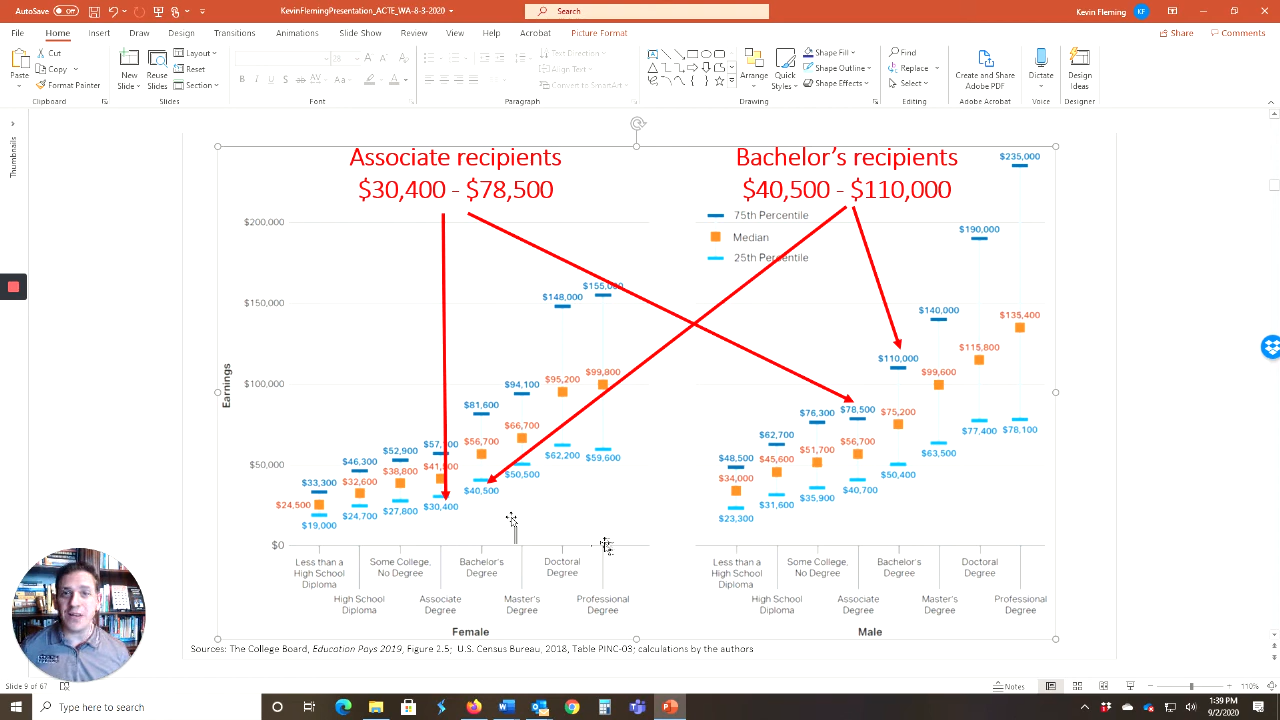 AutoSave Off
KevinFlemingPresentation_ACTE_WA-8-3-2020
Search
Kevin Fleming KF
File Home Insert Draw Design Transitions Animations Slide Show Review View Help Acrobat Picture Format Share Comments
Paste
Cut
Copy
Format Painter
New Slide
Reuse Slides
Layout
Reset
Section
Text Direction
Align Text
Convert to SmartArt
Arrange
Quick Styles
Shape Fill
Shape Outline
Shape Effects
Find
Replace
Select
Create and Share Adobe PDF
Dictate
Design Ideas
Clipboard Slides Font Paragraph Drawing Editing Adobe Acrobat Voice Designer
Thumbnails
Associate recipients
$30,400 - $78,500
Bachelor's recipients
$40,500 - $110,000
75th Percentile
Median
25th Percentile
Earnings
$200,000
$150,000
$100,000
$50,000
$0
$33,300
$24,500
$19,000
$46,300
$32,600
$24,700
$52,900
$38,800
$27,800
$30,400
$81,600
$56,700
$40,500
$94,100
$66,700
$50,500
$148,000
$95,200
$62,200
$99,800
$59,600
Less than a High School Diploma
High School Diploma
Some College, No Degree
Associate Degree
Bachelor's Degree
Master's Degree
Doctoral Degree
Professional Degree
Female
$48,500
$34,000
$23,300
$62,700
$45,600
$31,600
$76,300
$51,700
$35,900
$78,500
$56,700
$40,700
$110,000
$75,200
$50,400
$140,000
$99,600
$63,500
$190,000
$115,800
$77,400
$235,000
$135,400
$78,100
Less than a High School Diploma
High School Diploma
Some College, No Degree
Associate Degree
Bachelor's Degree
Master's Degree
Doctoral Degree
Professional Degree
Male
Sources: The College Board, Education Pays 2019, Figure 2.5; U.S. Census Bureau, 2018, Table PINC-03; calculations by the authors
Slide 9 of 67
Notes
110%
Type here to search
1:39 PM
9/2/2020